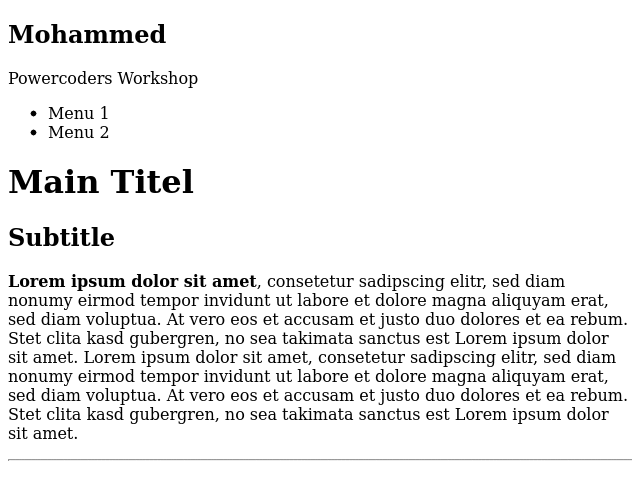 Mohammed
Powercoders Workshop
Menu 1
Menu 2
Main Titel
Subtitle
Lorem ipsum dolor sit amet, consetetur sadipscing elitr, sed diam
nonumy eirmod tempor invidunt ut labore et dolore magna aliquyam erat,
sed diam voluptua. At vero eos et accusam et justo duo dolores et ea rebum.
Stet clita kasd gubergren, no sea takimata sanctus est Lorem ipsum dolor
sit amet. Lorem ipsum dolor sit amet, consetetur sadipscing elitr, sed diam
nonumy eirmod tempor invidunt ut labore et dolore magna aliquyam erat,
sed diam voluptua. At vero eos et accusam et justo duo dolores et ea rebum.
Stet clita kasd gubergren, no sea takimata sanctus est Lorem ipsum dolor
sit amet.